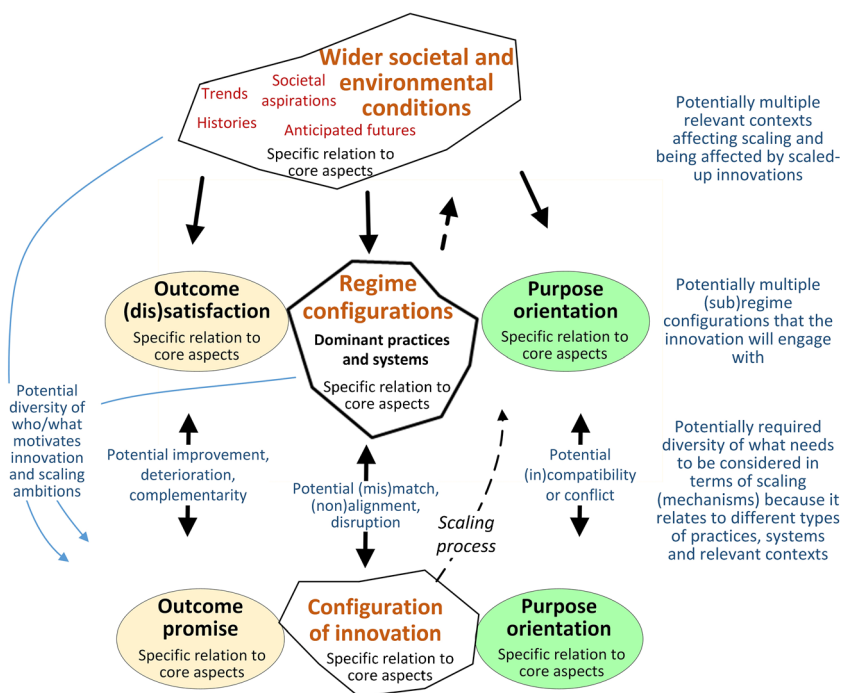 Wider societal and
environmental
conditions
Trends
Societal
aspirations
Histories
Anticipated futures
Specific relation to
core aspects
Potentially multiple
relevant contexts
affecting scaling and
being affected by scaled-
up innovations
Outcome
(dis)satisfaction
Specific relation to
core aspects
Regime
configurations
Dominant practices
and systems
Specific relation to
core aspects
Purpose
orientation
Specific relation to
core aspects
Potentially multiple
(sub)regime
configurations that the
innovation will engage
with
Potential
diversity of
who/what
motivates
innovation
and scaling
ambitions
Potential improvement,
deterioration,
complementarity
Potential (mis)match,
(non)alignment,
disruption
Scaling
process
Potential
(in)compatibility
or conflict
Potentially required
diversity of what needs
to be considered in
terms of scaling
(mechanisms) because it
relates to different types
of practices, systems
and relevant contexts
Outcome
promise
Specific relation to
core aspects
Configuration
of innovation
Specific relation to
core aspects
Purpose
orientation
Specific relation to
core aspects